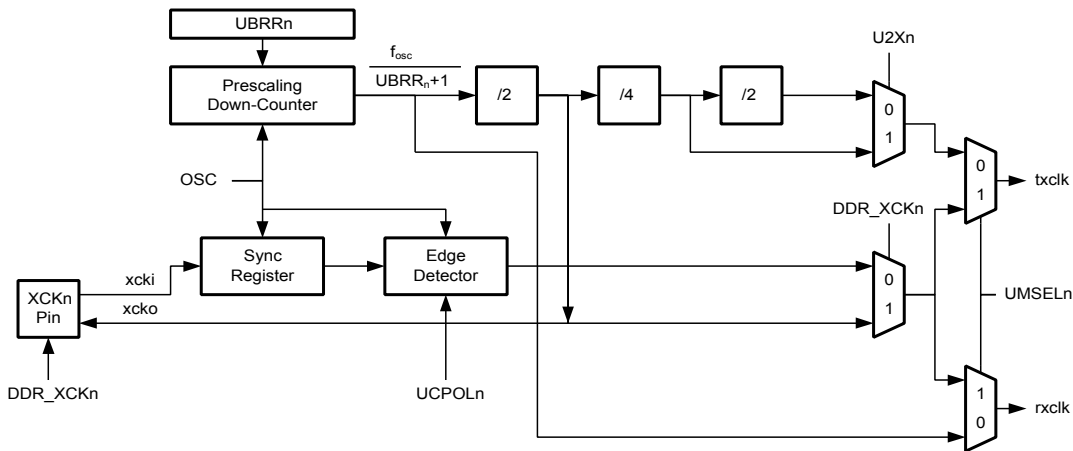 UBRRn
U2Xn
fosc
UBRRn+1
Prescaling
Down-Counter
/2
/4
/2
0
1
OSC
0
1
txclk
DDR_XCKn
Sync
Register
Edge
Detector
xcki
0
1
XCKn
Pin
xcko
UMSELn
DDR_XCKn
UCPOLn
1
0
rxclk